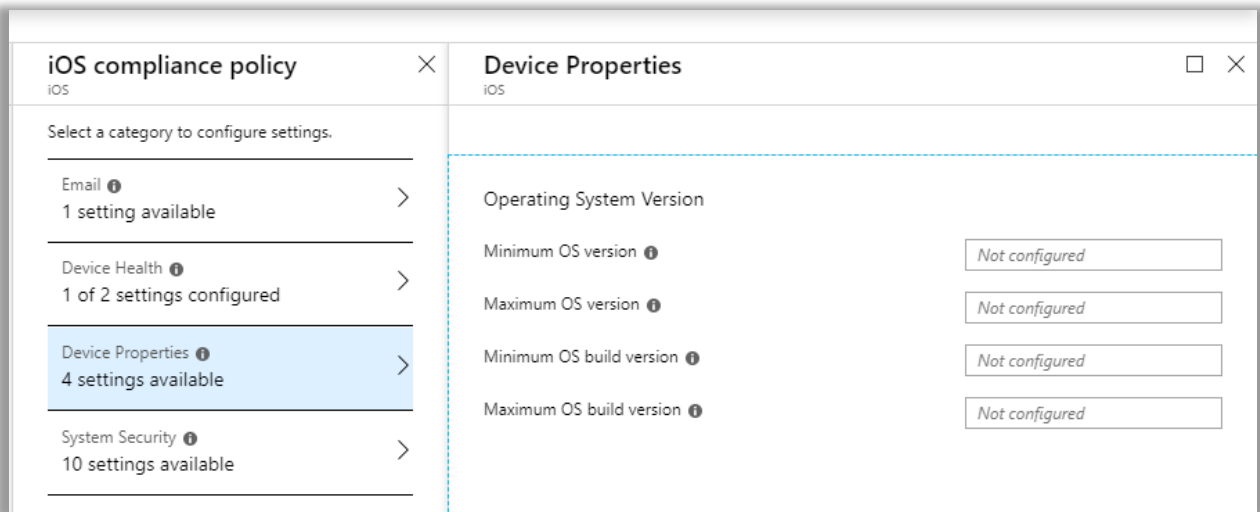 iOS compliance policy
iOS
Select a category to configure settings.
Email
1 setting available
Device Health
1 of 2 settings configured
Device Properties
4 settings available
System Security
10 settings available
Device Properties
iOS
Operating System Version
Minimum OS version
Not configured
Maximum OS version
Not configured
Minimum OS build version
Not configured
Maximum OS build version
Not configured